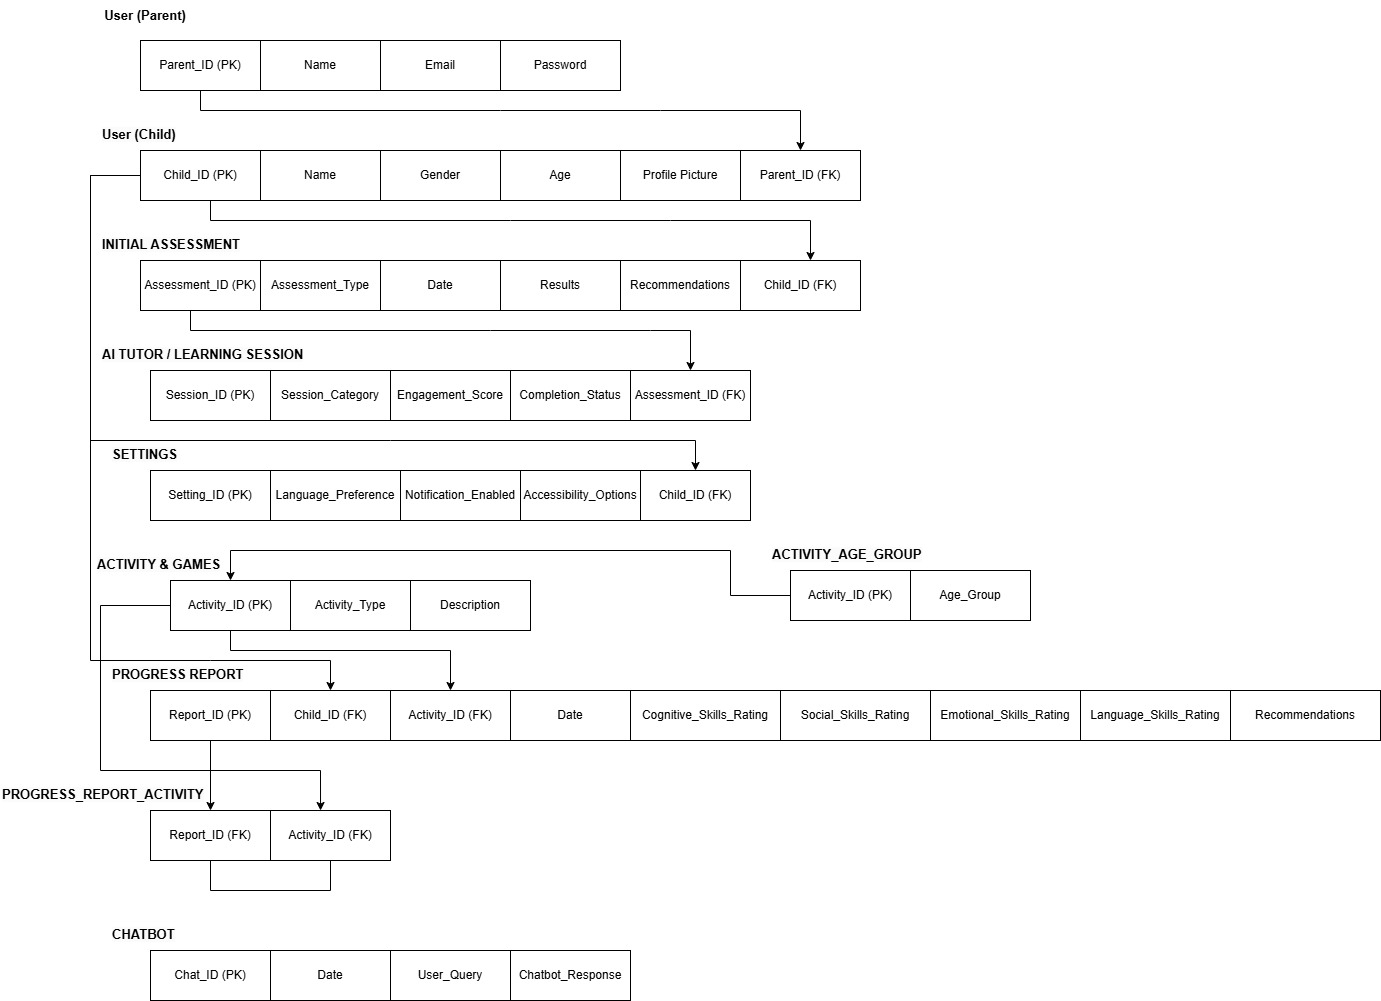 User (Parent)
Parent_ID (PK) Name Email Password
User (Child)
Child_ID (PK) Name Gender Age Profile Picture Parent_ID (FK)
INITIAL ASSESSMENT
Assessment_ID (PK) Assessment_Type Date Results Recommendations Child_ID (FK)
AI TUTOR / LEARNING SESSION
Session_ID (PK) Session_Category Engagement_Score Completion_Status Assessment_ID (FK)
SETTINGS
Setting_ID (PK) Language_Preference Notification_Enabled Accessibility_Options Child_ID (FK)
ACTIVITY_AGE_GROUP
ACTIVITY & GAMES
Activity_ID (PK) Age_Group
Activity_ID (PK) Activity_Type Description
PROGRESS REPORT
Report_ID (PK) Child_ID (FK) Activity_ID (FK) Date Cognitive_Skills_Rating Social_Skills_Rating Emotional_Skills_Rating Language_Skills_Rating Recommendations
PROGRESS_REPORT_ACTIVITY
Report_ID (FK) Activity_ID (FK)
CHATBOT
Chat_ID (PK) Date User_Query Chatbot_Response